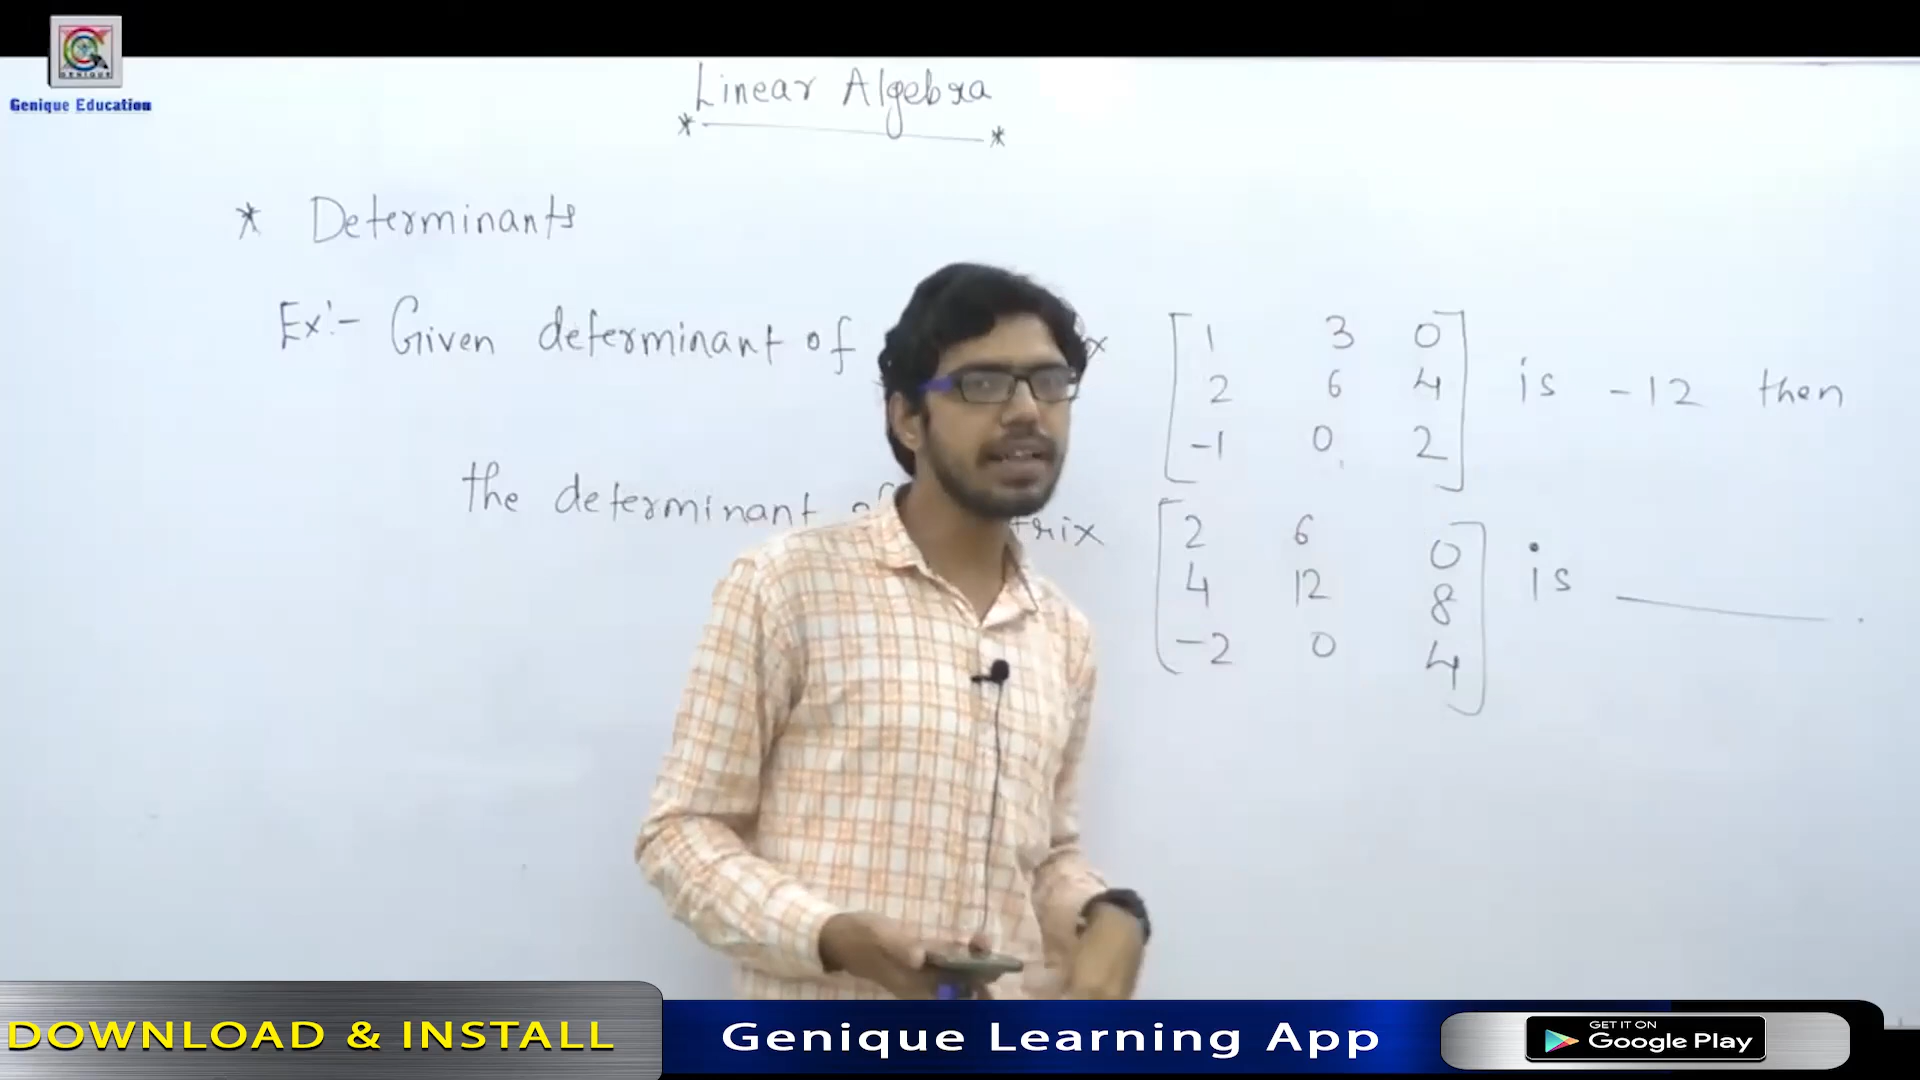 GENIQUE
Genique Education
Linear Algebra
* Determinants
Ex:- Given determinant of
1 3 0
2 6 4
-1 0 2
is -12 then
the determinant
2 6 0
4 12 8
-2 0 4
is ______.
DOWNLOAD & INSTALL
Genique Learning App
GET IT ON
Google Play